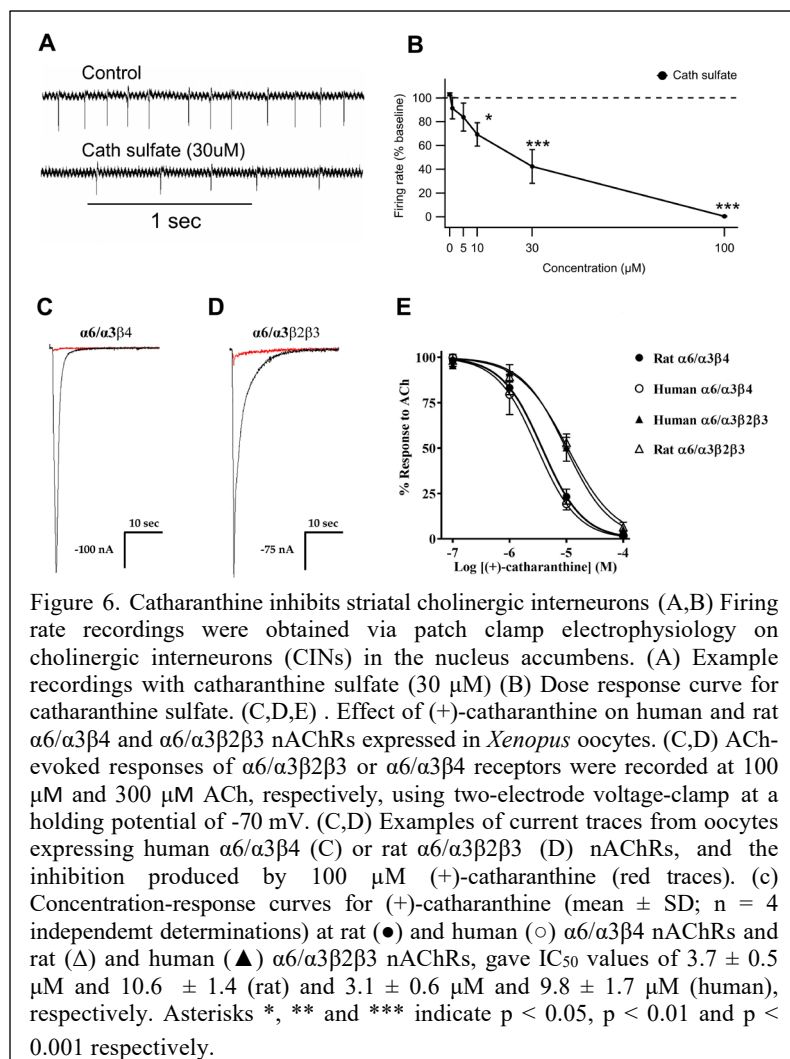 A
Control
Cath sulfate (30uM)
1 sec
B
Cath sulfate
Firing rate (% baseline)
100
80
60
40
20
0
*
***
***
0 5 10 30 100
Concentration (µM)
C
α6/α3β4
10 sec
-100 nA
D
α6/α3β2β3
10 sec
-75 nA
E
% Response to ACh
100
75
50
25
0
-7 -6 -5 -4
Log [(+)-catharanthine] (M)
Rat α6/α3β4
Human α6/α3β4
Human α6/α3β2β3
Rat α6/α3β2β3
Figure 6. Catharanthine inhibits striatal cholinergic interneurons (A,B) Firing
rate recordings were obtained via patch clamp electrophysiology on
cholinergic interneurons (CINs) in the nucleus accumbens. (A) Example
recordings with catharanthine sulfate (30 μM) (B) Dose response curve for
catharanthine sulfate. (C,D,E) . Effect of (+)-catharanthine on human and rat
α6/α3β4 and α6/α3β2β3 nAChRs expressed in Xenopus oocytes. (C,D) ACh-
evoked responses of α6/α3β2β3 or α6/α3β4 receptors were recorded at 100
μM and 300 μM ACh, respectively, using two-electrode voltage-clamp at a
holding potential of -70 mV. (C,D) Examples of current traces from oocytes
expressing human α6/α3β4 (C) or rat α6/α3β2β3 (D) nAChRs, and the
inhibition produced by 100 μM (+)-catharanthine (red traces). (c)
Concentration-response curves for (+)-catharanthine (mean ± SD; n = 4
independemt determinations) at rat (●) and human (○) α6/α3β4 nAChRs and
rat (Δ) and human (▲) α6/α3β2β3 nAChRs, gave IC₅₀ values of 3.7 ± 0.5
μM and 10.6 ± 1.4 (rat) and 3.1 ± 0.6 μM and 9.8 ± 1.7 μM (human),
respectively. Asterisks *, ** and *** indicate p < 0.05, p < 0.01 and p <
0.001 respectively.